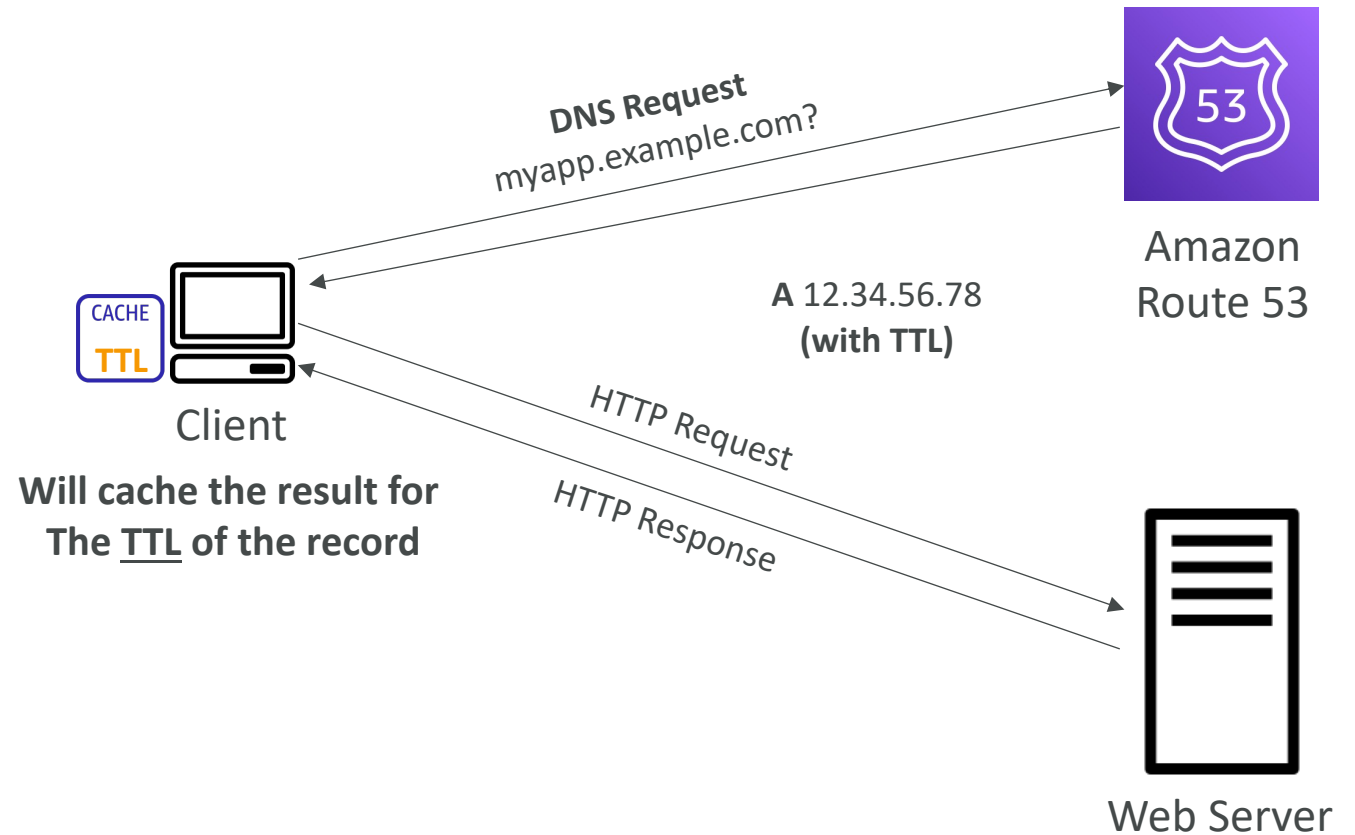 53
Amazon
Route 53
DNS Request
myapp.example.com?
A 12.34.56.78
(with TTL)
CACHE
TTL
Client
Will cache the result for
The TTL of the record
HTTP Request
HTTP Response
Web Server